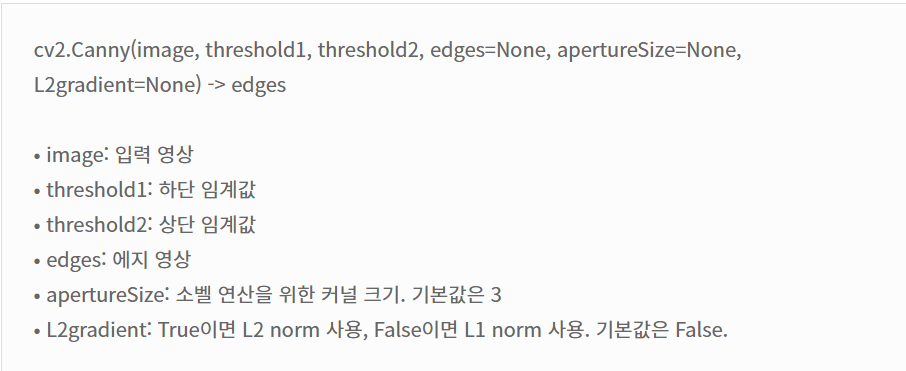 cv2.Canny(image, threshold1, threshold2, edges=None, apertureSize=None,
L2gradient=None) -> edges
• image: 입력 영상
• threshold1: 하단 임계값
• threshold2: 상단 임계값
• edges: 에지 영상
• apertureSize: 소벨 연산을 위한 커널 크기. 기본값은 3
• L2gradient: True이면 L2 norm 사용, False이면 L1 norm 사용. 기본값은 False.